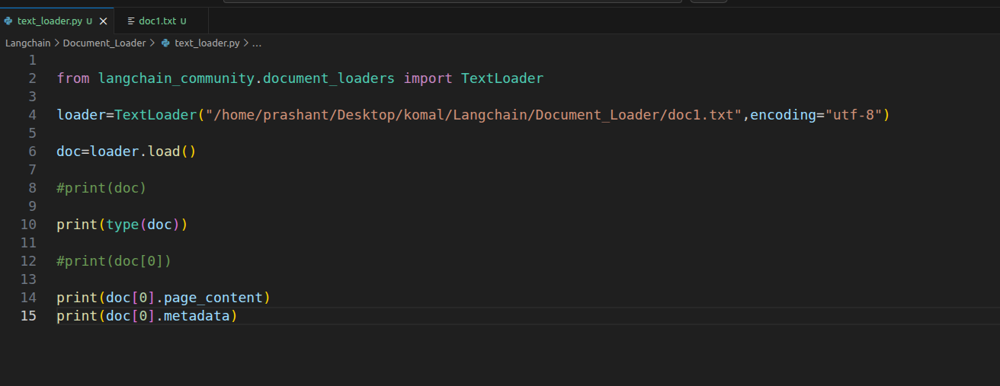 text_loader.py U
doc1.txt U
Langchain > Document_Loader > text_loader.py > ...
1
2 from langchain_community.document_loaders import TextLoader
3
4 loader=TextLoader("/home/prashant/Desktop/komal/Langchain/Document_Loader/doc1.txt",encoding="utf-8")
5
6 doc=loader.load()
7
8 #print(doc)
9
10 print(type(doc))
11
12 #print(doc[0])
13
14 print(doc[0].page_content)
15 print(doc[0].metadata)